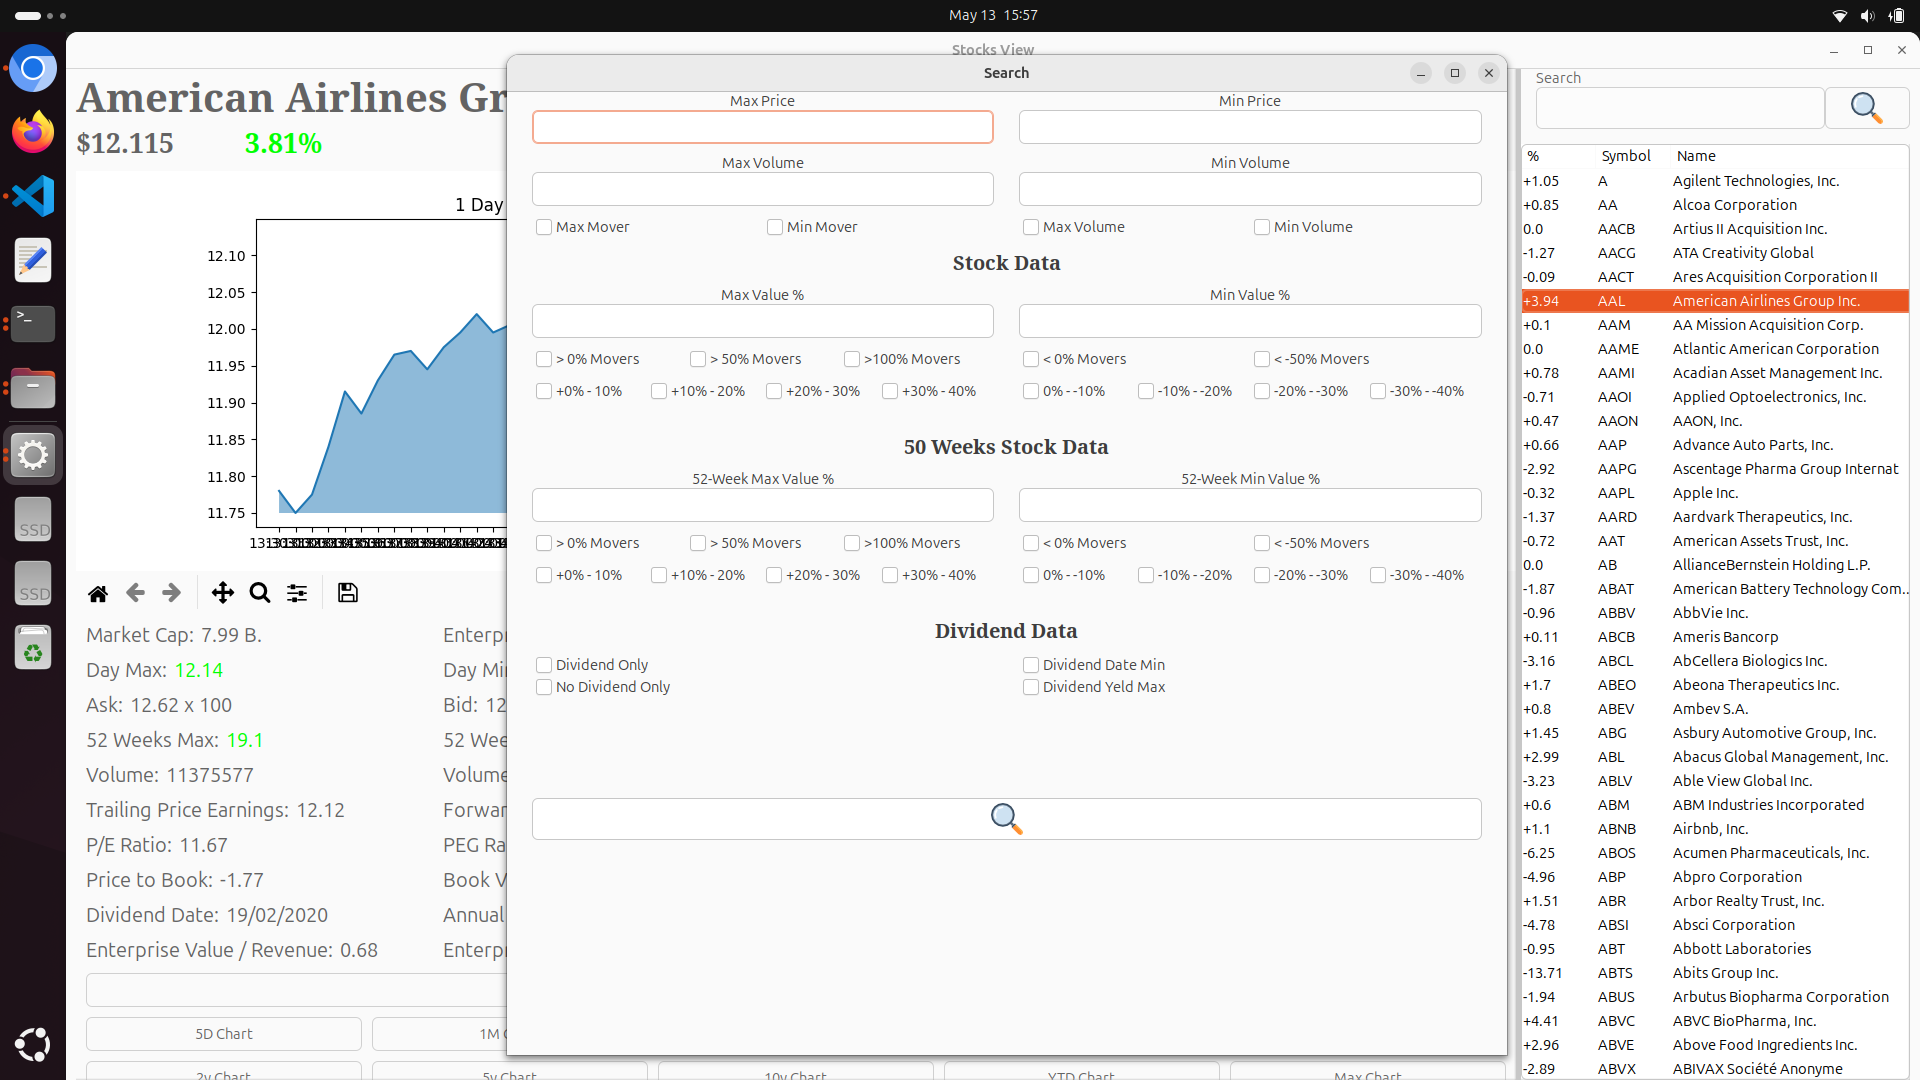 May 13 15:57
Stocks View
American Airlines Gr
$12.115 3.81%
1 Day
12.10
12.05
12.00
11.95
11.90
11.85
11.80
11.75
Market Cap: 7.99 B.
Enterp
Day Max: 12.14
Day Mi
Ask: 12.62 x 100
Bid: 12
52 Weeks Max: 19.1
52 Wee
Volume: 11375577
Volume
Trailing Price Earnings: 12.12
Forwar
P/E Ratio: 11.67
PEG Ra
Price to Book: -1.77
Book V
Dividend Date: 19/02/2020
Annual
Enterprise Value / Revenue: 0.68
Enterp
5D Chart
1M C
2y Chart
5y Chart
10y Chart
YTD Chart
Max Chart
SSD
SSD
Search
Max Price
Min Price
Max Volume
Min Volume
Max Mover
Min Mover
Max Volume
Min Volume
Stock Data
Max Value %
Min Value %
> 0% Movers
> 50% Movers
>100% Movers
< 0% Movers
< -50% Movers
+0% - 10%
+10% - 20%
+20% - 30%
+30% - 40%
0% - -10%
-10% - -20%
-20% - -30%
-30% - -40%
50 Weeks Stock Data
52-Week Max Value %
52-Week Min Value %
> 0% Movers
> 50% Movers
>100% Movers
< 0% Movers
< -50% Movers
+0% - 10%
+10% - 20%
+20% - 30%
+30% - 40%
0% - -10%
-10% - -20%
-20% - -30%
-30% - -40%
Dividend Data
Dividend Only
Dividend Date Min
No Dividend Only
Dividend Yeld Max
Search
% Symbol Name
+1.05 A Agilent Technologies, Inc.
+0.85 AA Alcoa Corporation
0.0 AACB Artius II Acquisition Inc.
-1.27 AACG ATA Creativity Global
-0.09 AACT Ares Acquisition Corporation II
+3.94 AAL American Airlines Group Inc.
+0.1 AAM AA Mission Acquisition Corp.
0.0 AAME Atlantic American Corporation
+0.78 AAMI Acadian Asset Management Inc.
-0.71 AAOI Applied Optoelectronics, Inc.
+0.47 AAON AAON, Inc.
+0.66 AAP Advance Auto Parts, Inc.
-2.92 AAPG Ascentage Pharma Group Internat
-0.32 AAPL Apple Inc.
-1.37 AARD Aardvark Therapeutics, Inc.
-0.72 AAT American Assets Trust, Inc.
0.0 AB AllianceBernstein Holding L.P.
-1.87 ABAT American Battery Technology Com..
-0.96 ABBV AbbVie Inc.
+0.11 ABCB Ameris Bancorp
-3.16 ABCL AbCellera Biologics Inc.
+1.7 ABEO Abeona Therapeutics Inc.
+0.8 ABEV Ambev S.A.
+1.45 ABG Asbury Automotive Group, Inc.
+2.99 ABL Abacus Global Management, Inc.
-3.23 ABLV Able View Global Inc.
+0.6 ABM ABM Industries Incorporated
+1.1 ABNB Airbnb, Inc.
-6.25 ABOS Acumen Pharmaceuticals, Inc.
-4.96 ABP Abpro Corporation
+1.51 ABR Arbor Realty Trust, Inc.
-4.78 ABSI Absci Corporation
-0.95 ABT Abbott Laboratories
-13.71 ABTS Abits Group Inc.
-1.94 ABUS Arbutus Biopharma Corporation
+4.41 ABVC ABVC BioPharma, Inc.
+2.96 ABVE Above Food Ingredients Inc.
-2.89 ABVX ABIVAX Société Anonyme